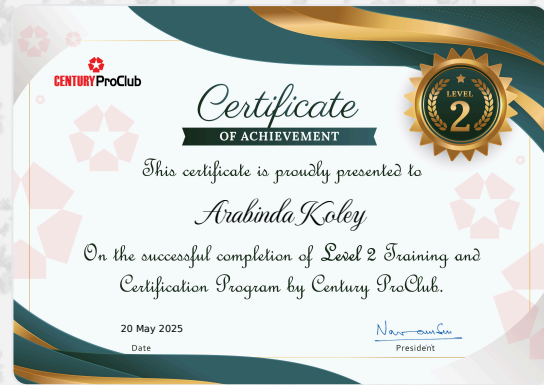 CENTURY ProClub
Certificate
OF ACHIEVEMENT
LEVEL
2
This certificate is proudly presented to
Arabinda Koley
On the successful completion of Level 2 Training and
Certification Program by Century ProClub.
20 May 2025
Date
President